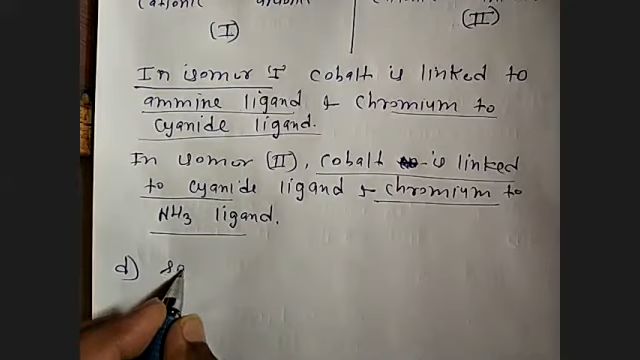 (I)
(II)
In isomer 'I' cobalt is linked to
ammine ligand & chromium to
cyanide ligand.
In isomer (II), cobalt is linked
to cyanide ligand & chromium to
NH3 ligand.
d) so